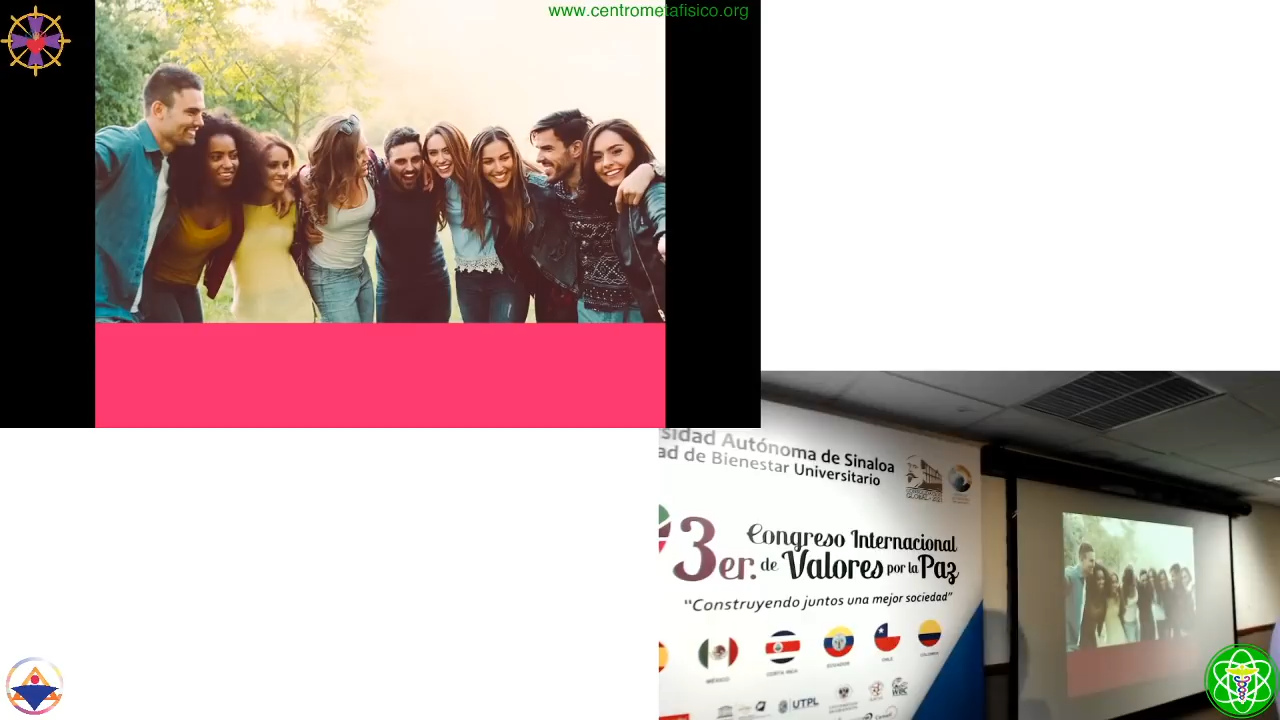 www.centrometafisico.org
sidad Autónoma de Sinaloa
ad de Bienestar Universitario
3er.
Congreso Internacional
de Valores por la Paz
"Construyendo juntos una mejor sociedad"
MÉXICO
COSTA RICA
ECUADOR
CHILE
COLOMBIA
UTPL